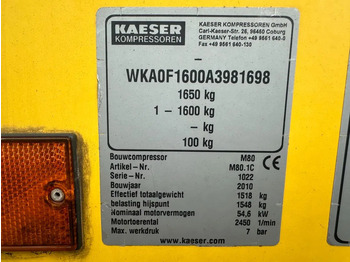 KAESER
KOMPRESSOREN
KAESER KOMPRESSOREN GmbH
Carl-Kaeser-Str. 26, 96450 Coburg
GERMANY Telefon +49 9561 640-0
Fax +49 9561 640-130
WKA0F1600A3981698
1650 kg
1 - 1600 kg
- kg
100 kg
Bouwcompressor M80
Model M80.1C
Serie-Nr. 1022
Bouwjaar 2010
Effectief totaalgewicht 1518 kg
belasting hijspunt 1548 kg
Nominaal motorvermogen 54,6 kW
Motortoerental 2450 1/min
Max. werkdruk 7 bar
www.kaeser.com